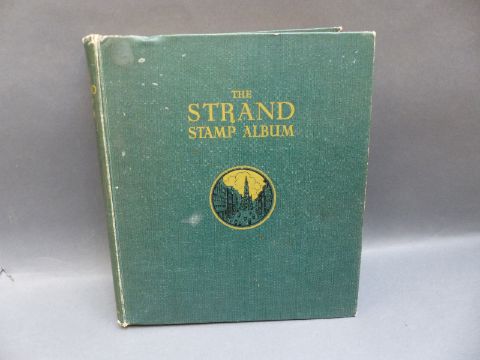 THE
STRAND
STAMP ALBUM